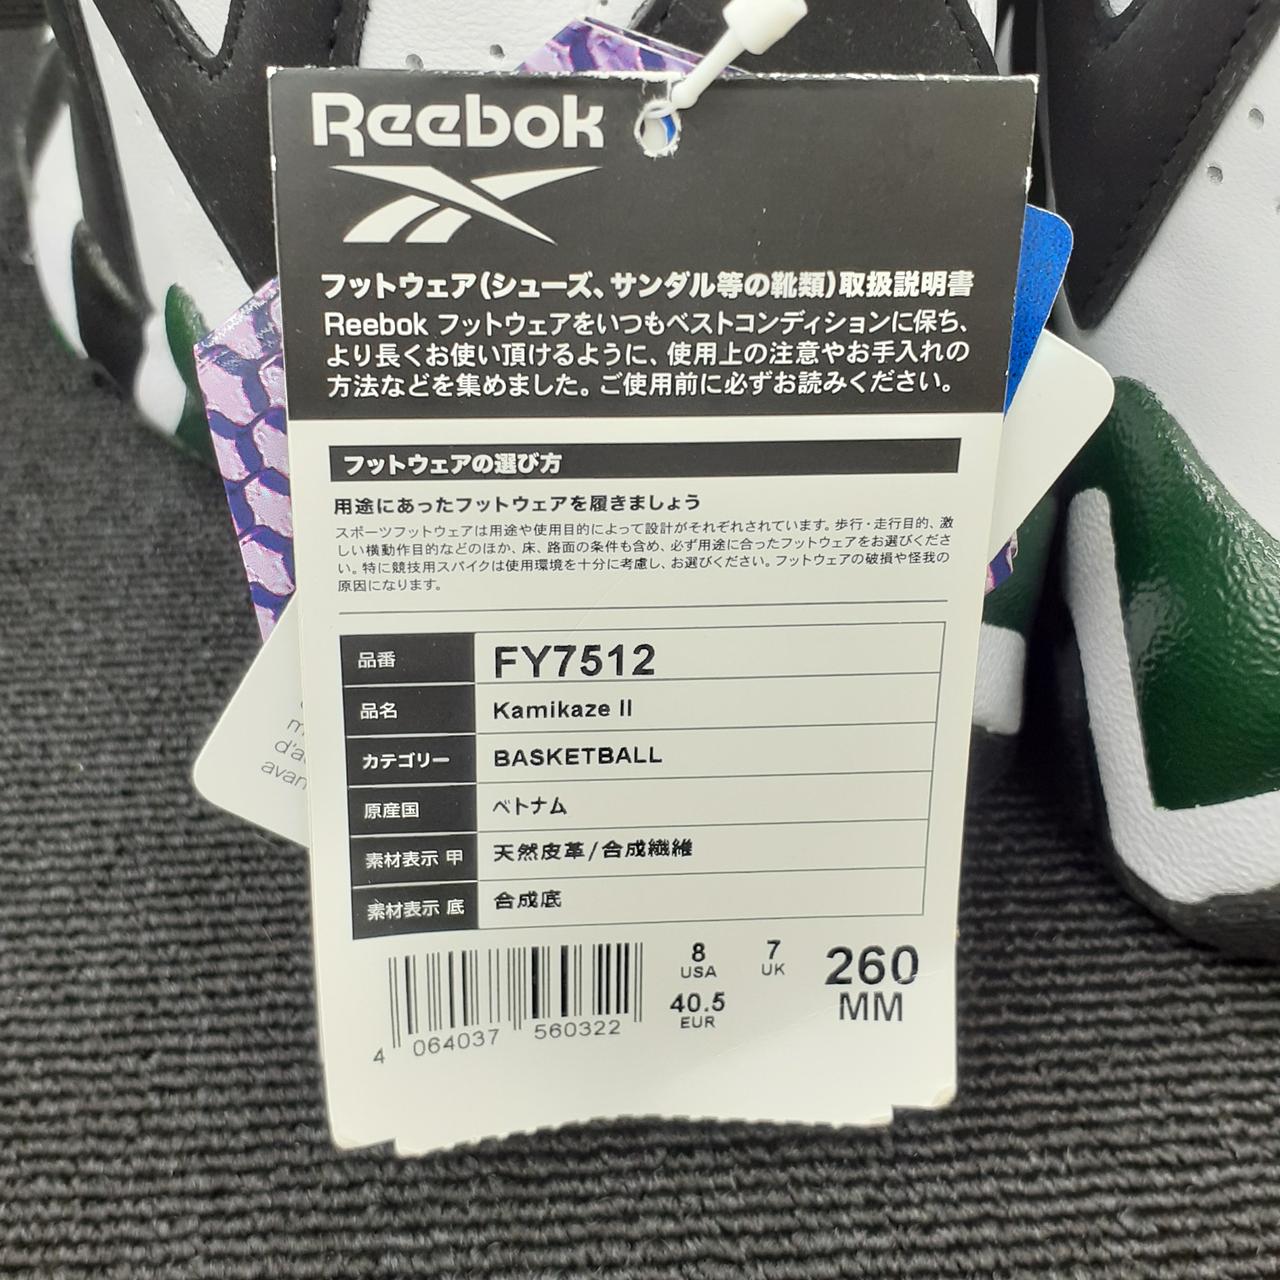 Reebok
フットウェア(シューズ、サンダル等の靴類)取扱説明書
Reebok フットウェアをいつもベストコンディションに保ち、
より長くお使い頂けるように、使用上の注意やお手入れの
方法などを集めました。ご使用前に必ずお読みください。
フットウェアの選び方
用途にあったフットウェアを履きましょう
スポーツフットウェアは用途や使用目的によって設計がそれぞれされています。歩行・走行目的、激
しい横動作目的などのほか、床、路面の条件も含め、必ず用途に合ったフットウェアをお選びくださ
い。特に競技用スパイクは使用環境を十分に考慮し、お選びください。フットウェアの破損や怪我の
原因になります。
品番 FY7512
品名 Kamikaze II
カテゴリー BASKETBALL
原産国 ベトナム
素材表示 甲 天然皮革/合成繊維
素材表示 底 合成底
8 USA 7 UK 260 MM
40.5 EUR
4 064037 560322
d'a
avan